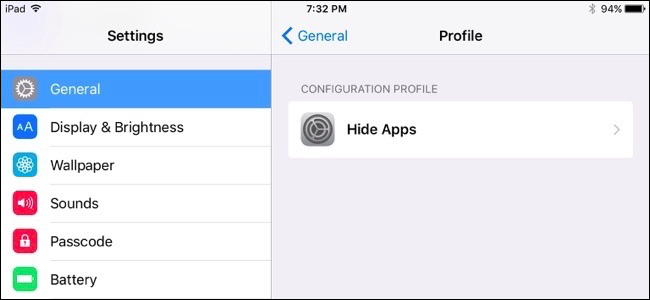 iPad
7:32 PM
94%
Settings
General
Profile
General
AA
Display & Brightness
Wallpaper
Sounds
Passcode
Battery
CONFIGURATION PROFILE
Hide Apps